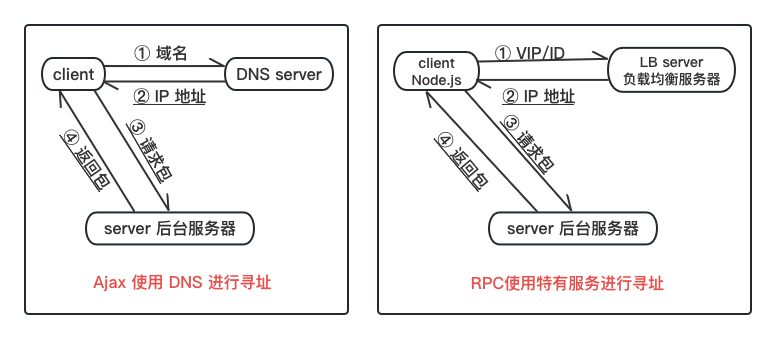 ① 域名
client
DNS server
② IP 地址
③ 请求包
④ 返回包
server 后台服务器
Ajax 使用 DNS 进行寻址
① VIP/ID
client
Node.js
LB server
负载均衡服务器
② IP 地址
③ 请求包
④ 返回包
server 后台服务器
RPC使用特有服务进行寻址